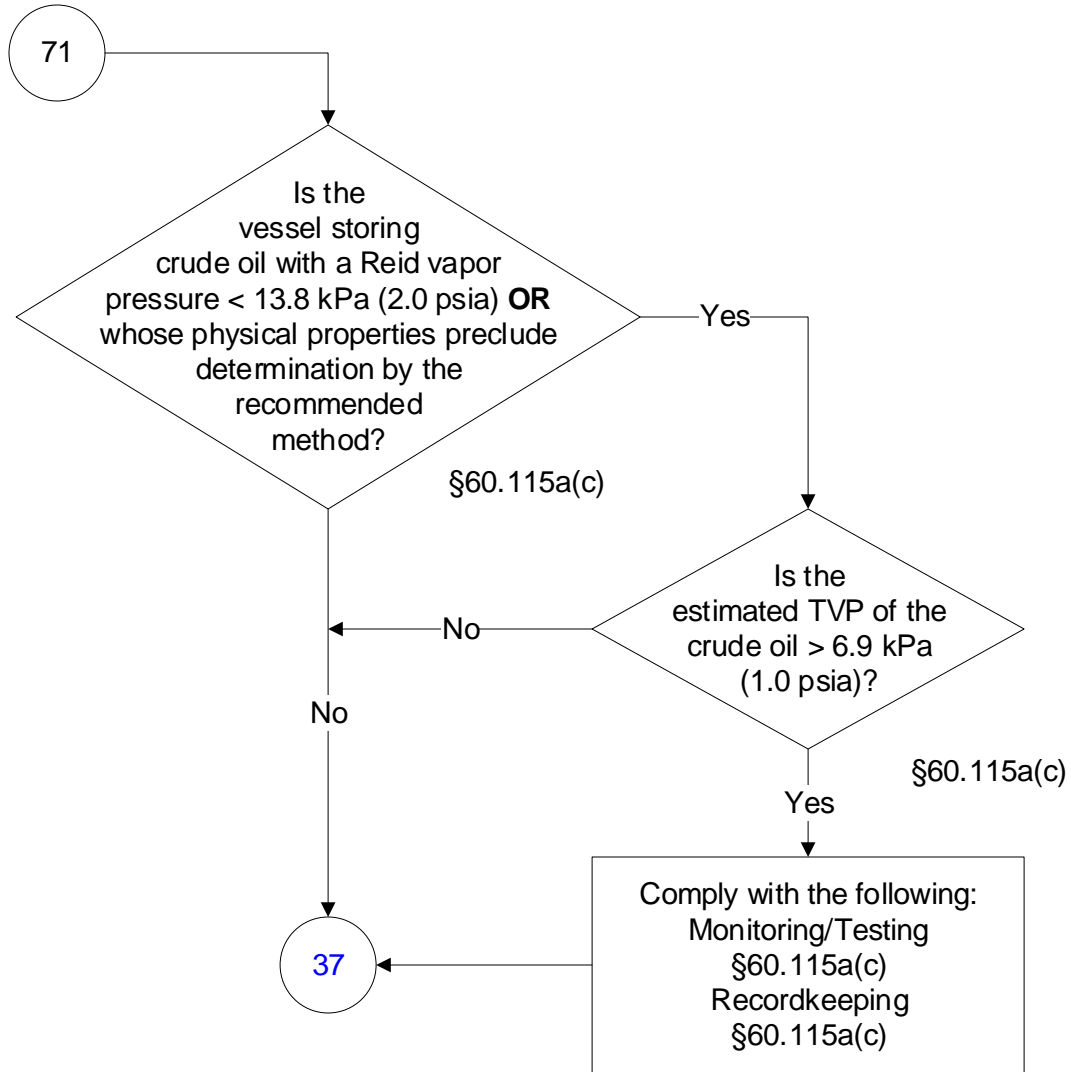 71
Is the
vessel storing
crude oil with a Reid vapor
pressure < 13.8 kPa (2.0 psia) OR
whose physical properties preclude
determination by the
recommended
method?
Yes
§60.115a(c)
Is the
estimated TVP of the
crude oil > 6.9 kPa
(1.0 psia)?
No
No
§60.115a(c)
Yes
Comply with the following:
Monitoring/Testing
§60.115a(c)
Recordkeeping
§60.115a(c)
37